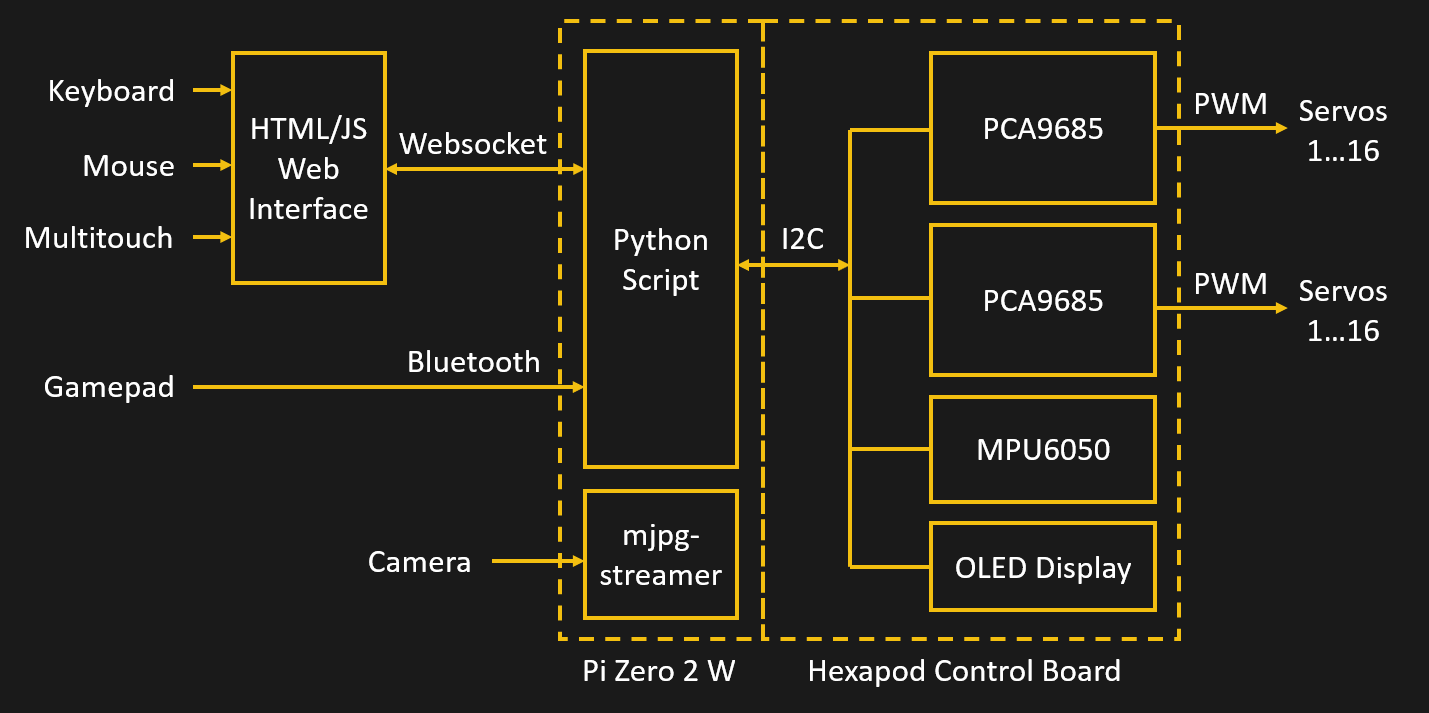 Keyboard
Mouse
Multitouch
HTML/JS
Web
Interface
Websocket
Gamepad
Bluetooth
Camera
Python
Script
mjpg-
streamer
Pi Zero 2 W
I2C
PCA9685
PWM
Servos
1...16
PCA9685
PWM
Servos
1...16
MPU6050
OLED Display
Hexapod Control Board